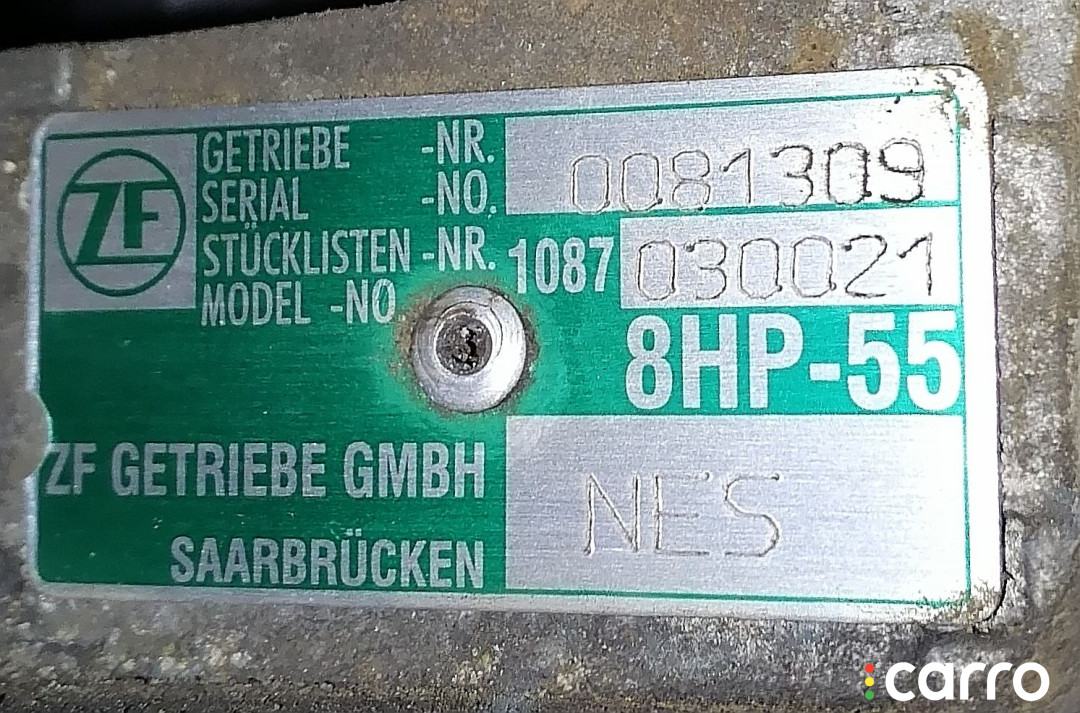 ZF
GETRIEBE -NR.
SERIAL -NO. 0081309
STÜCKLISTEN -NR. 1087 030021
MODEL -NO.
8HP-55
ZF GETRIEBE GMBH
NES
SAARBRÜCKEN
carro